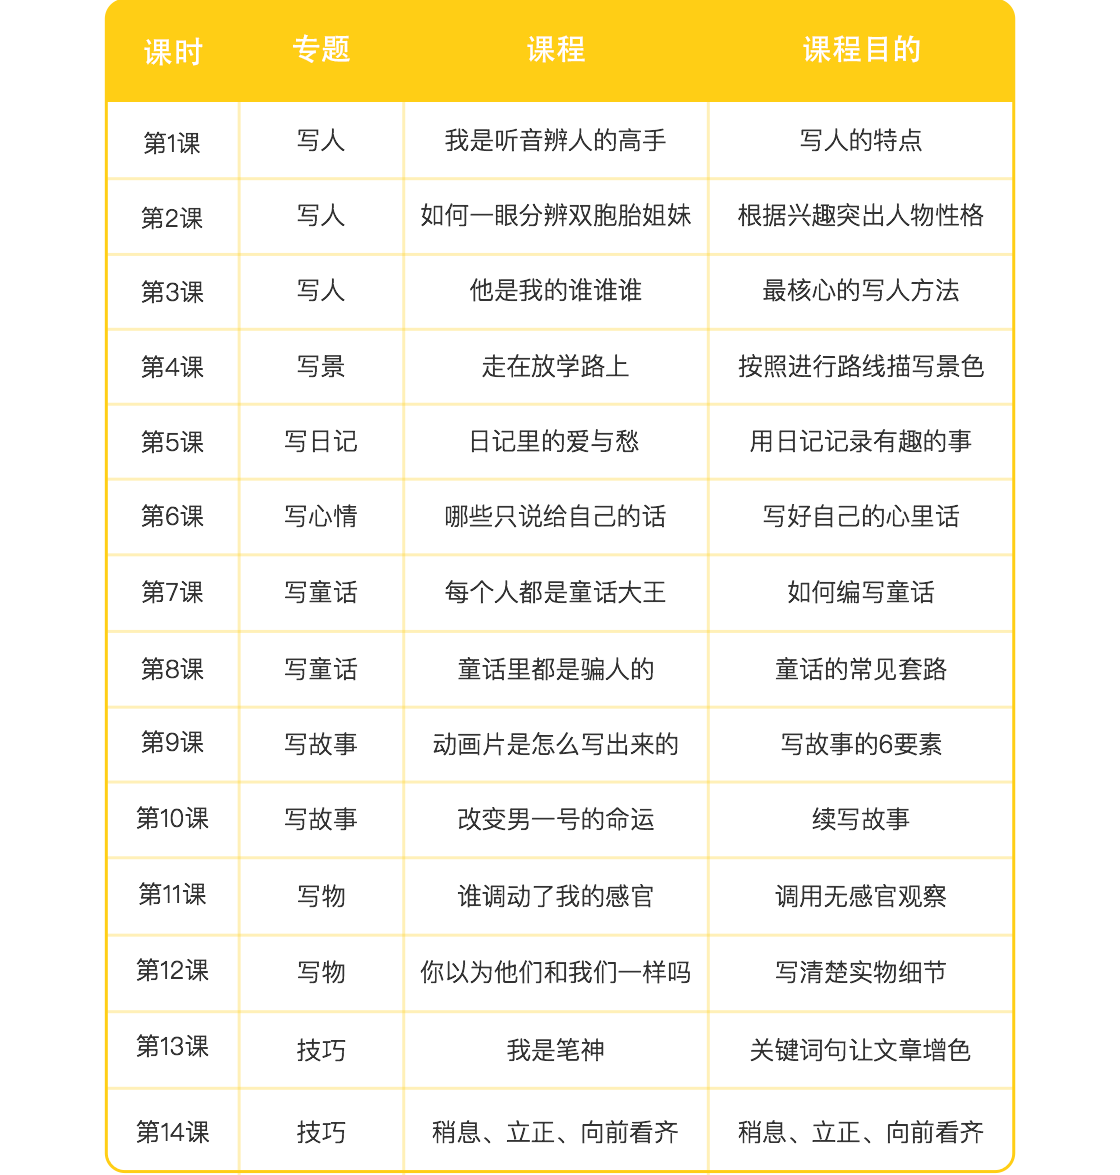 课时 专题 课程 课程目的
第1课 写人 我是听音辨人的高手 写人的特点
第2课 写人 如何一眼分辨双胞胎姐妹 根据兴趣突出人物性格
第3课 写人 他是我的谁谁谁 最核心的写人方法
第4课 写景 走在放学路上 按照进行路线描写景色
第5课 写日记 日记里的爱与愁 用日记记录有趣的事
第6课 写心情 哪些只说给自己的话 写好自己的心里话
第7课 写童话 每个人都是童话大王 如何编写童话
第8课 写童话 童话里都是骗人的 童话的常见套路
第9课 写故事 动画片是怎么写出来的 写故事的6要素
第10课 写故事 改变男一号的命运 续写故事
第11课 写物 谁调动了我的感官 调用无感官观察
第12课 写物 你以为他们和我们一样吗 写清楚实物细节
第13课 技巧 我是笔神 关键词句让文章增色
第14课 技巧 稍息、立正、向前看齐 稍息、立正、向前看齐